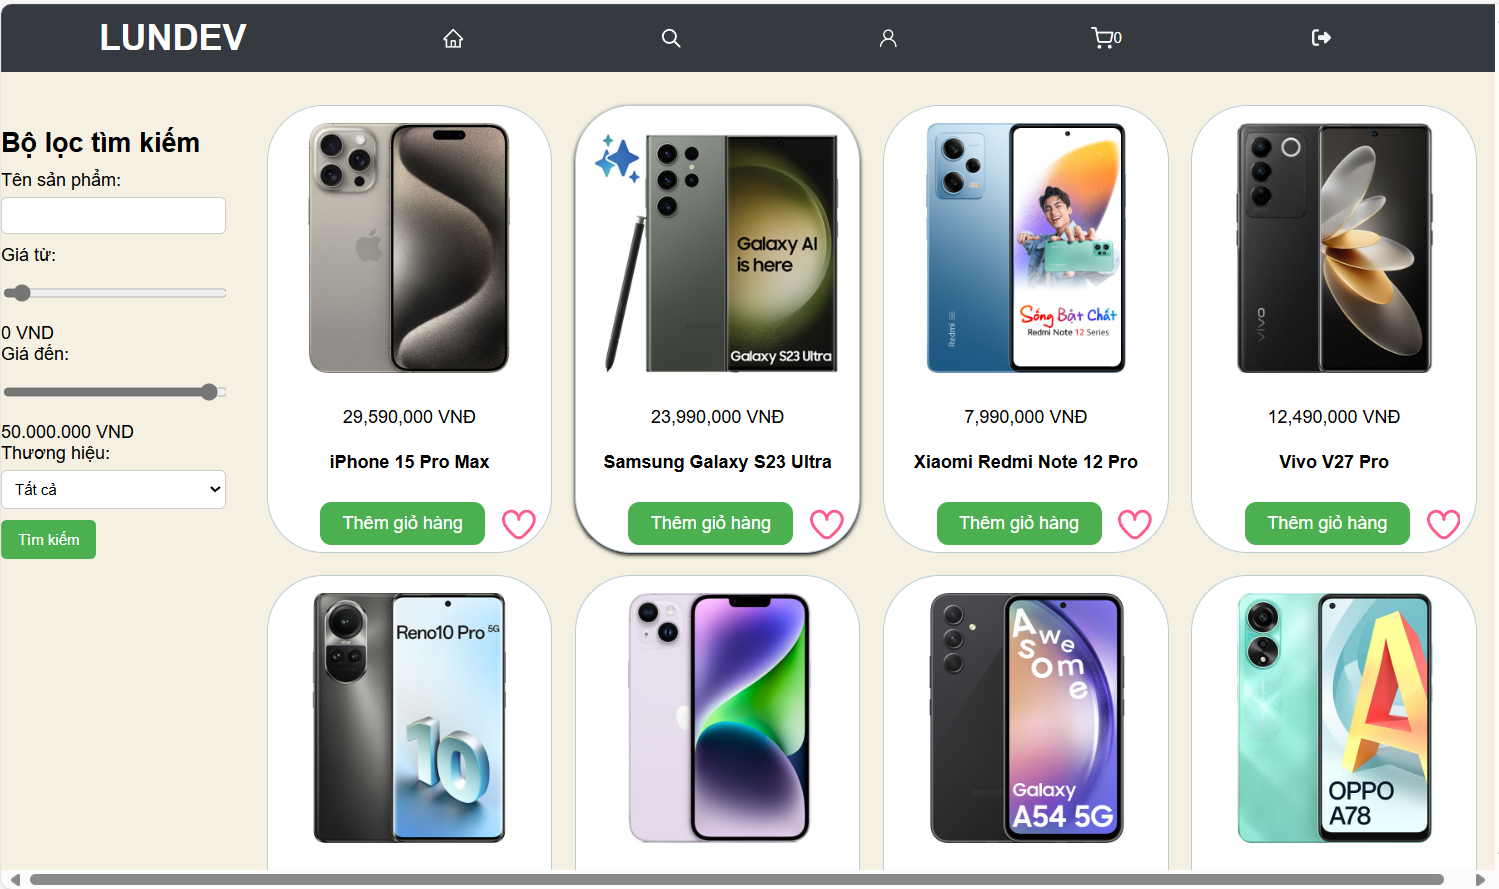 LUNDEV
0
Bộ lọc tìm kiếm
Tên sản phẩm:
Giá từ:
0 VND
Giá đến:
50.000.000 VND
Thương hiệu:
Tất cả
Tìm kiếm
29,590,000 VNĐ
iPhone 15 Pro Max
Thêm giỏ hàng
Galaxy AI
is here
Galaxy S23 Ultra
23,990,000 VNĐ
Samsung Galaxy S23 Ultra
Thêm giỏ hàng
Redmi
Sống Bật Chất
Redmi Note 12 Series
7,990,000 VNĐ
Xiaomi Redmi Note 12 Pro
Thêm giỏ hàng
vivo
12,490,000 VNĐ
Vivo V27 Pro
Thêm giỏ hàng
Reno10 Pro 5G
10
Awesome
Galaxy
A54 5G
A
OPPO
A78